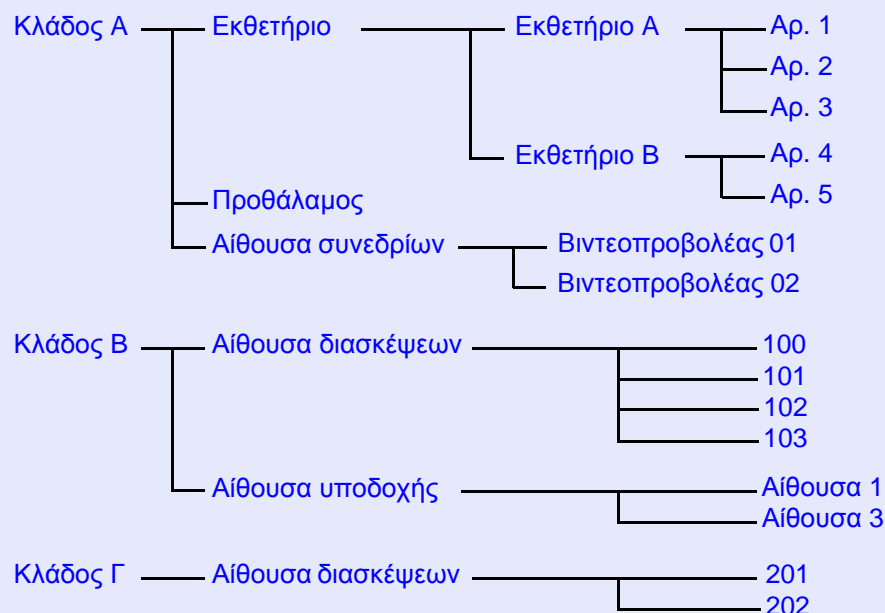 Κλάδος Α Εκθετήριο Εκθετήριο Α Αρ. 1
Αρ. 2
Αρ. 3
Εκθετήριο Β Αρ. 4
Αρ. 5
Προθάλαμος
Αίθουσα συνεδρίων Βιντεοπροβολέας 01
Βιντεοπροβολέας 02
Κλάδος Β Αίθουσα διασκέψεων 100
101
102
103
Αίθουσα υποδοχής Αίθουσα 1
Αίθουσα 3
Κλάδος Γ Αίθουσα διασκέψεων 201
202